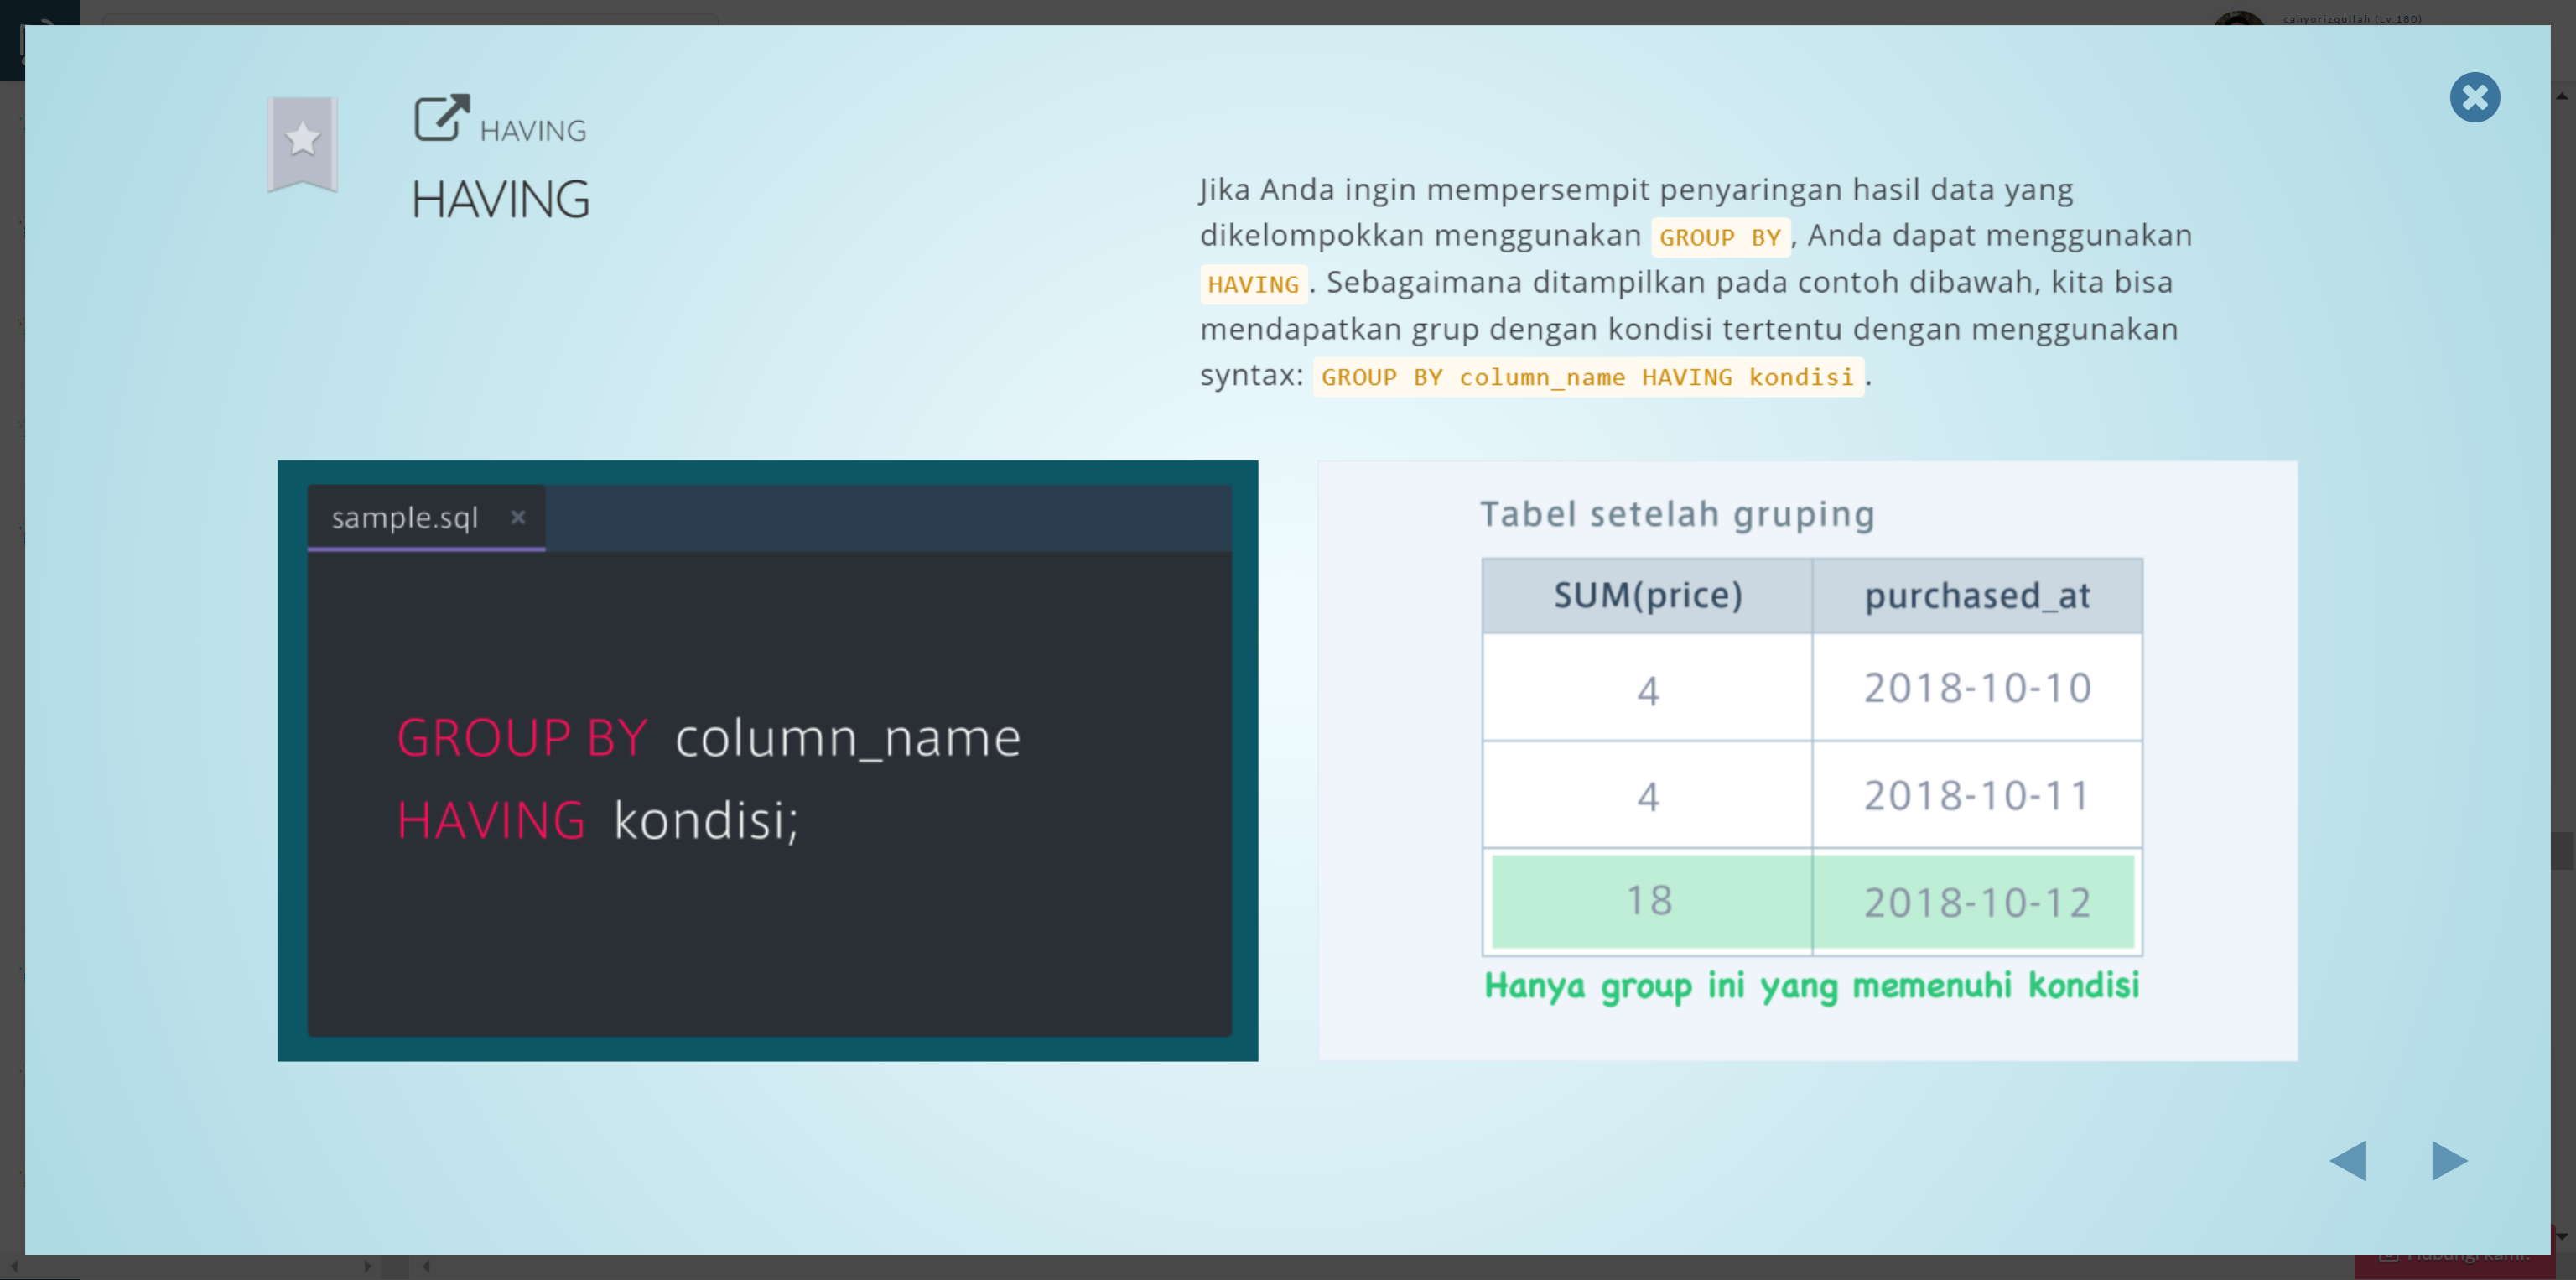 cahyorizqullah (Lv.180)
HAVING
HAVING
Jika Anda ingin mempersempit penyaringan hasil data yang
dikelompokkan menggunakan GROUP BY, Anda dapat menggunakan
HAVING. Sebagaimana ditampilkan pada contoh dibawah, kita bisa
mendapatkan grup dengan kondisi tertentu dengan menggunakan
syntax: GROUP BY column_name HAVING kondisi.
sample.sql ×
GROUP BY column_name
HAVING kondisi;
Tabel setelah gruping
SUM(price) purchased_at
4 2018-10-10
4 2018-10-11
18 2018-10-12
Hanya group ini yang memenuhi kondisi